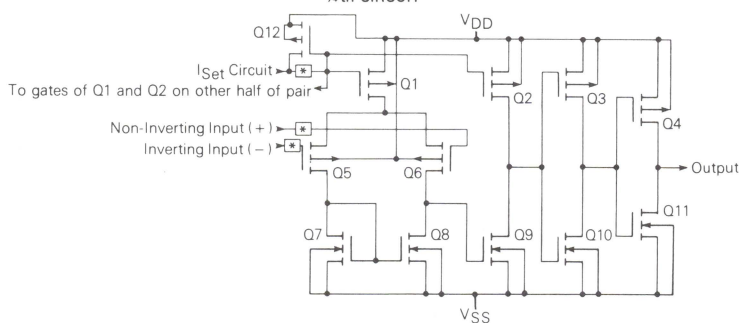 VDD
Q12
ISet Circuit
*
Q1
Q2
Q3
Q4
To gates of Q1 and Q2 on other half of pair
Non-Inverting Input (+)
*
Inverting Input (−)
*
Q5
Q6
Output
Q7
Q8
Q9
Q10
Q11
VSS